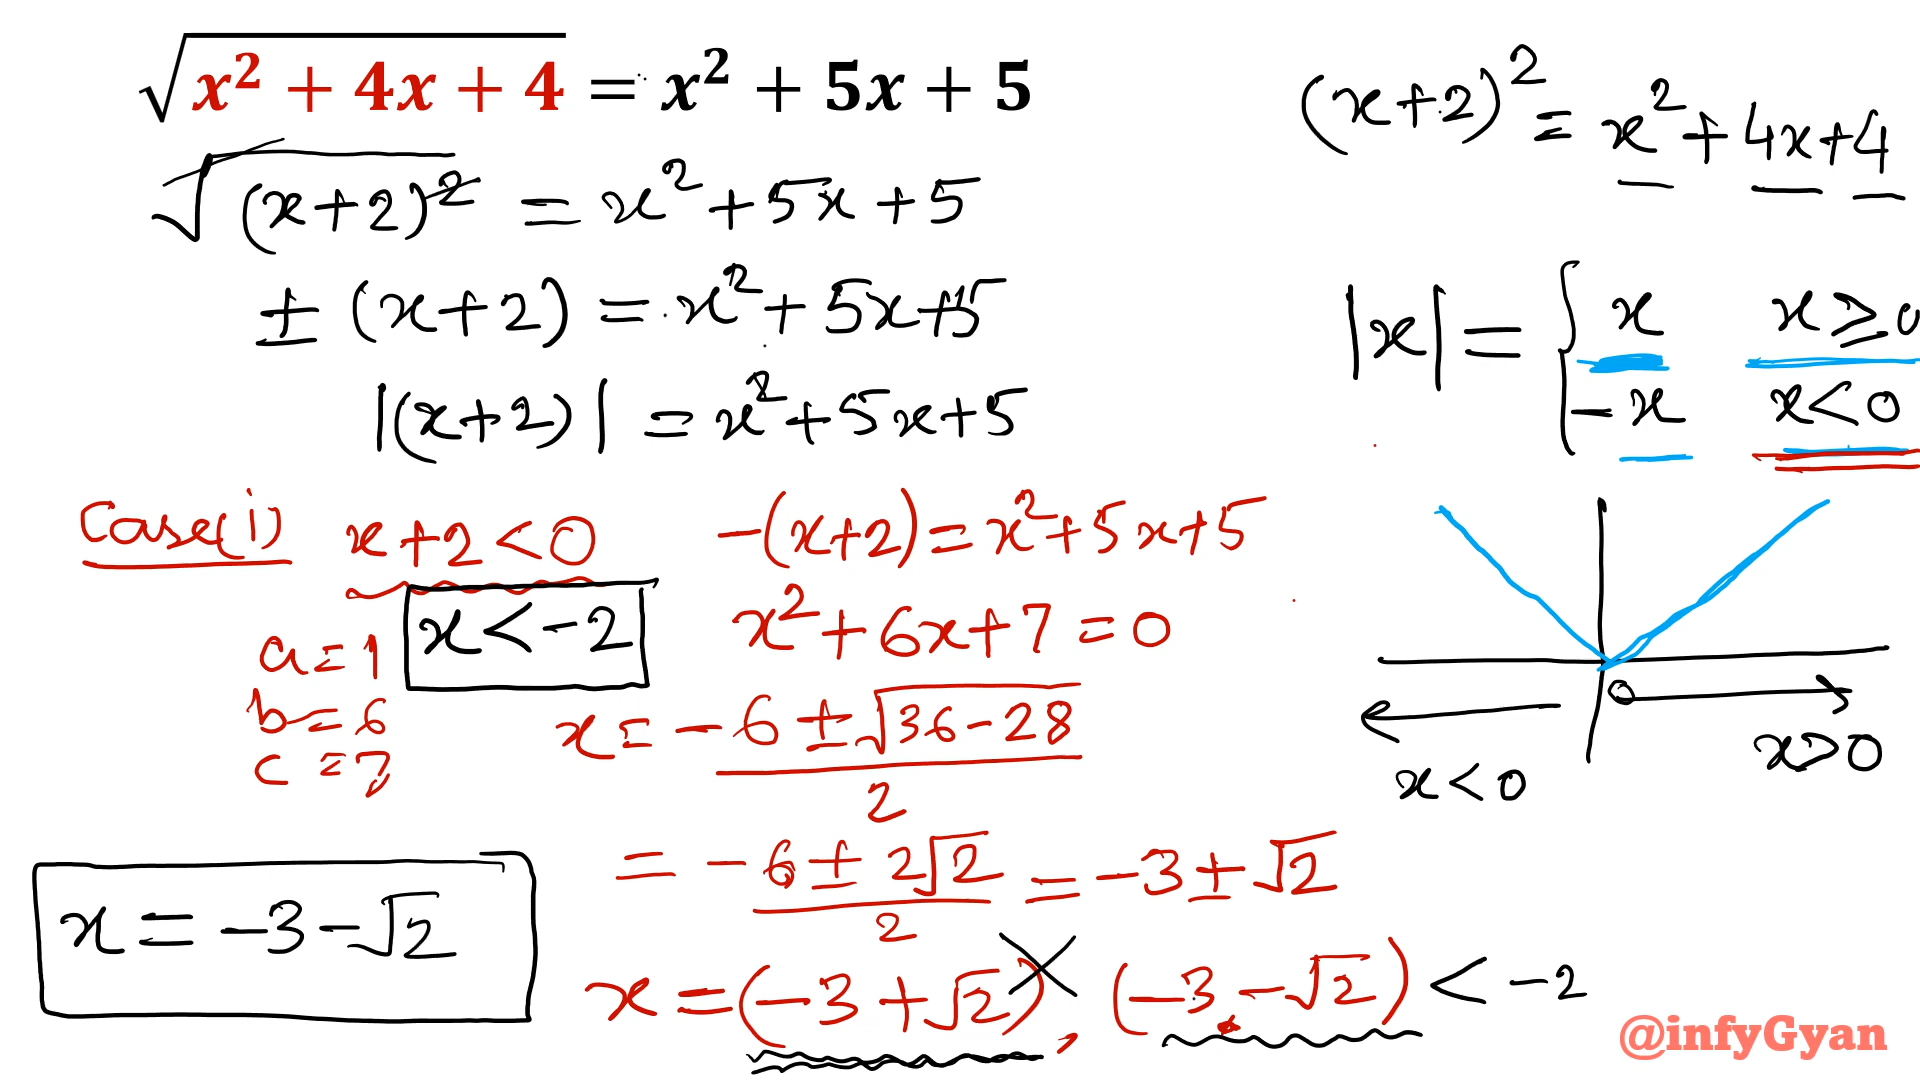 √(x² + 4x + 4) = x² + 5x + 5
√((x+2)²) = x² + 5x + 5
± (x+2) = x² + 5x + 5
|(x+2)| = x² + 5x + 5
(x+2)² = x² + 4x + 4
|x| = { x x ≥ 0
-x x < 0
x < 0
0
x > 0
Case(i) x+2 < 0
x < -2
-(x+2) = x² + 5x + 5
x² + 6x + 7 = 0
a = 1
b = 6
c = 7
x = (-6 ± √(36-28))/2
= (-6 ± 2√2)/2 = -3 ± √2
x = (-3 + √2) ×, (-3 - √2) < -2
x = -3 - √2
@infyGyan